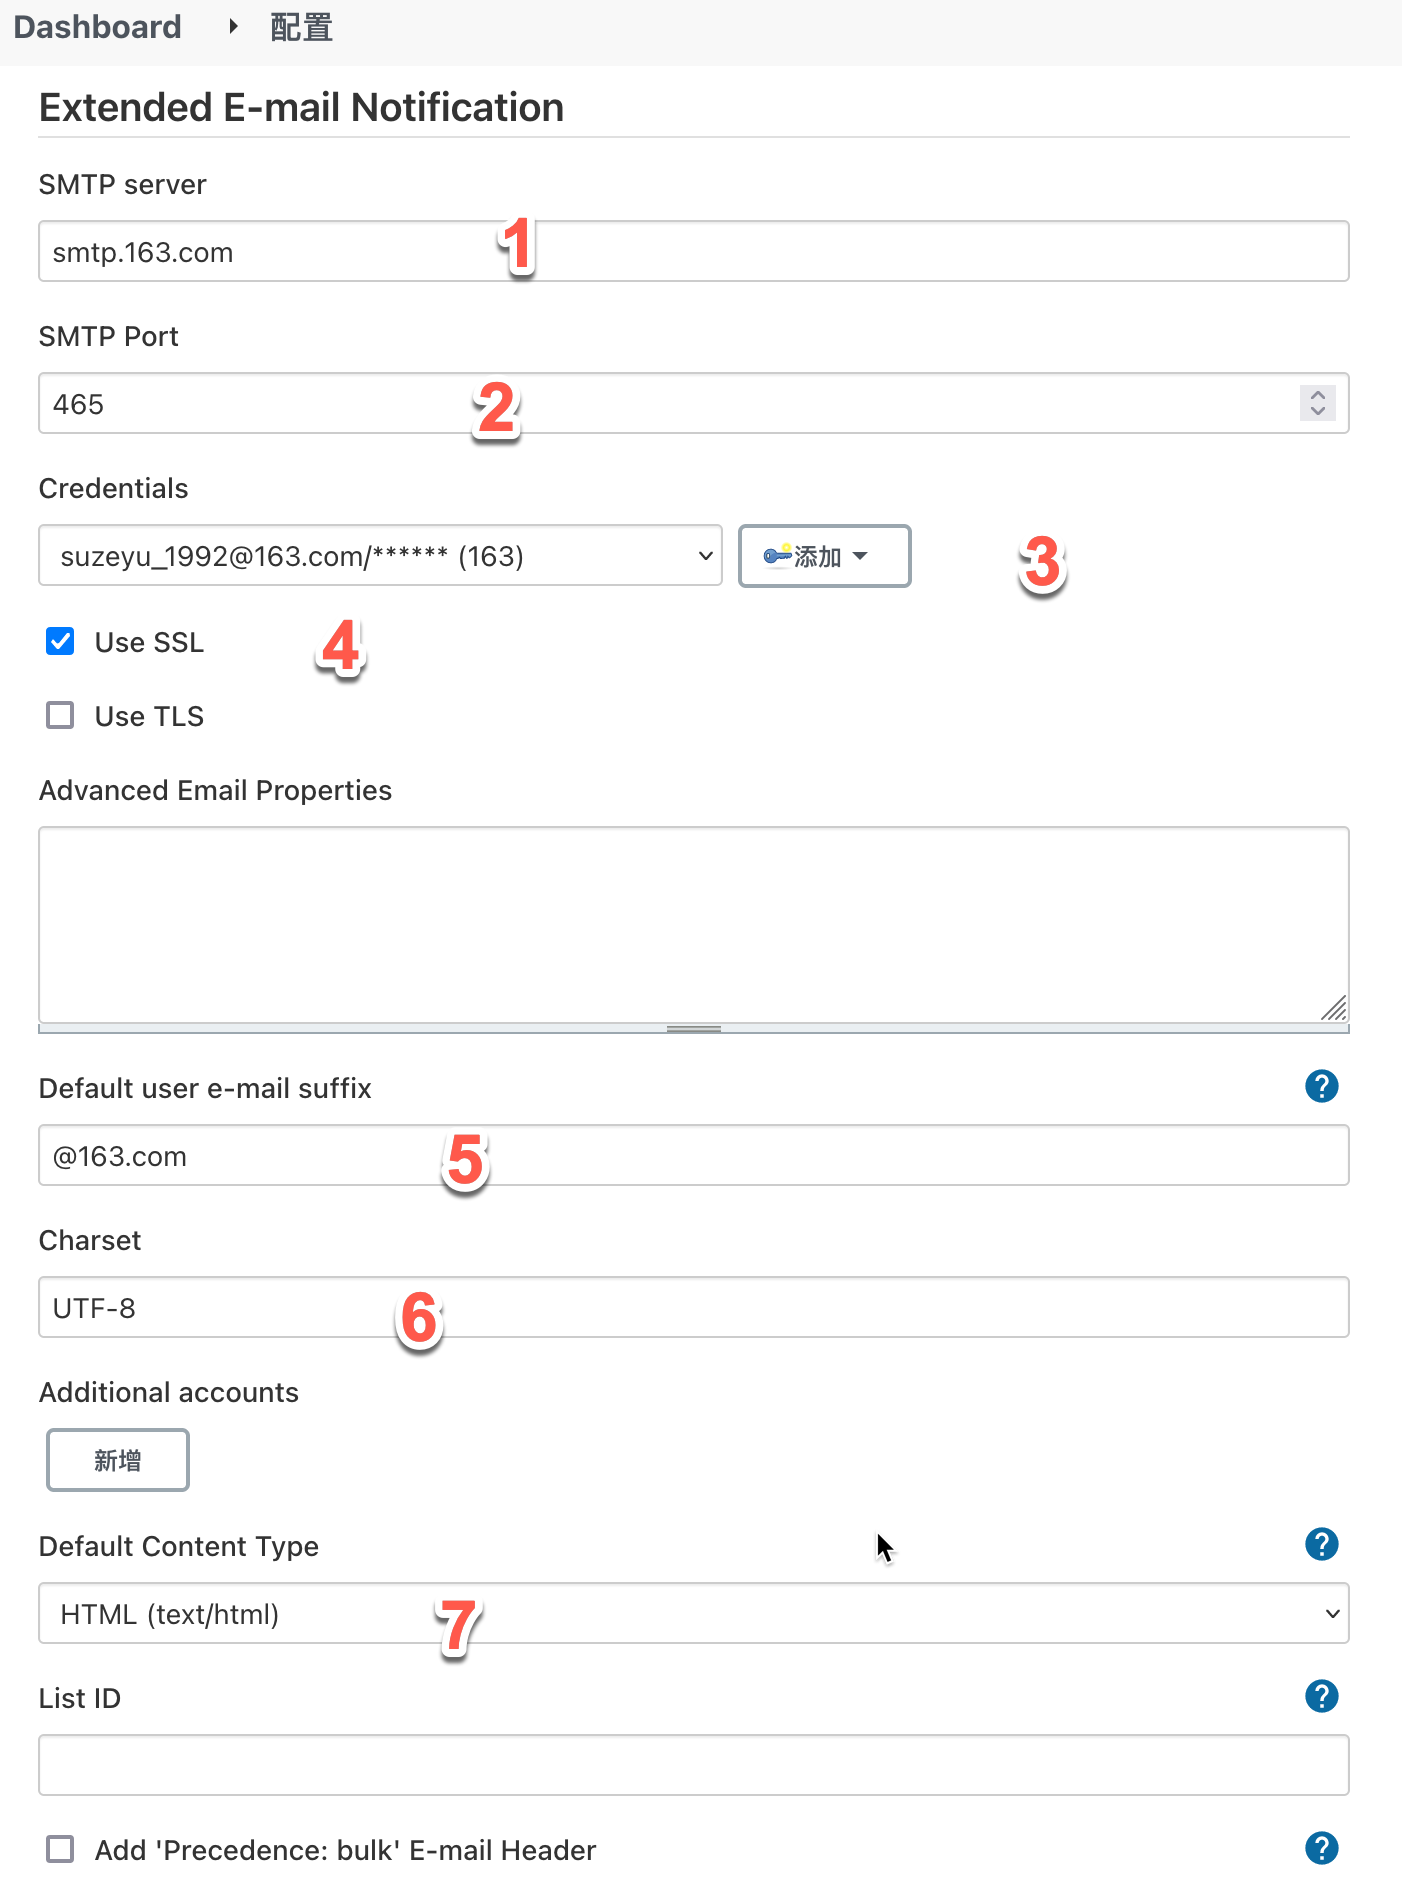 Dashboard 配置
Extended E-mail Notification
SMTP server
smtp.163.com 1
SMTP Port
465 2
Credentials
suzeyu_1992@163.com/****** (163) 添加 3
Use SSL 4
Use TLS
Advanced Email Properties
Default user e-mail suffix ?
@163.com 5
Charset
UTF-8 6
Additional accounts
新增
Default Content Type ?
HTML (text/html) 7
List ID ?
Add 'Precedence: bulk' E-mail Header ?